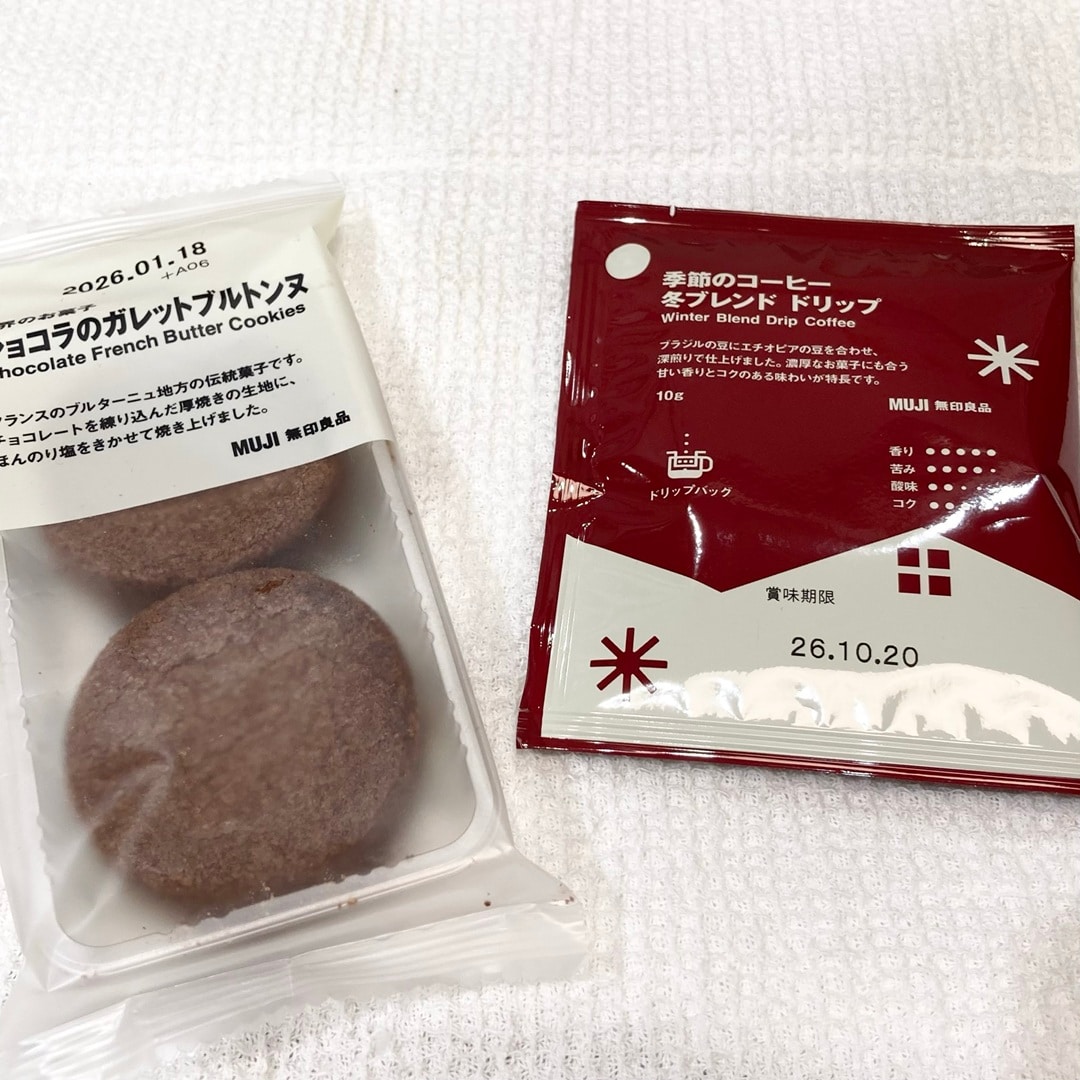 2026.01.18
+A06
のお菓子
ョコラのガレットブルトンヌ
hocolate French Butter Cookies
ランスのブルターニュ地方の伝統菓子です。
チョコレートを練り込んだ厚焼きの生地に、
ほんのり塩をきかせて焼き上げました。
MUJI 無印良品
季節のコーヒー
冬ブレンド ドリップ
Winter Blend Drip Coffee
ブラジルの豆にエチオピアの豆を合わせ、
深煎りで仕上げました。濃厚なお菓子にも合う
甘い香りとコクのある味わいが特長です。
10g
MUJI 無印良品
香り
苦み
酸味
コク
ドリップバッグ
賞味期限
26.10.20